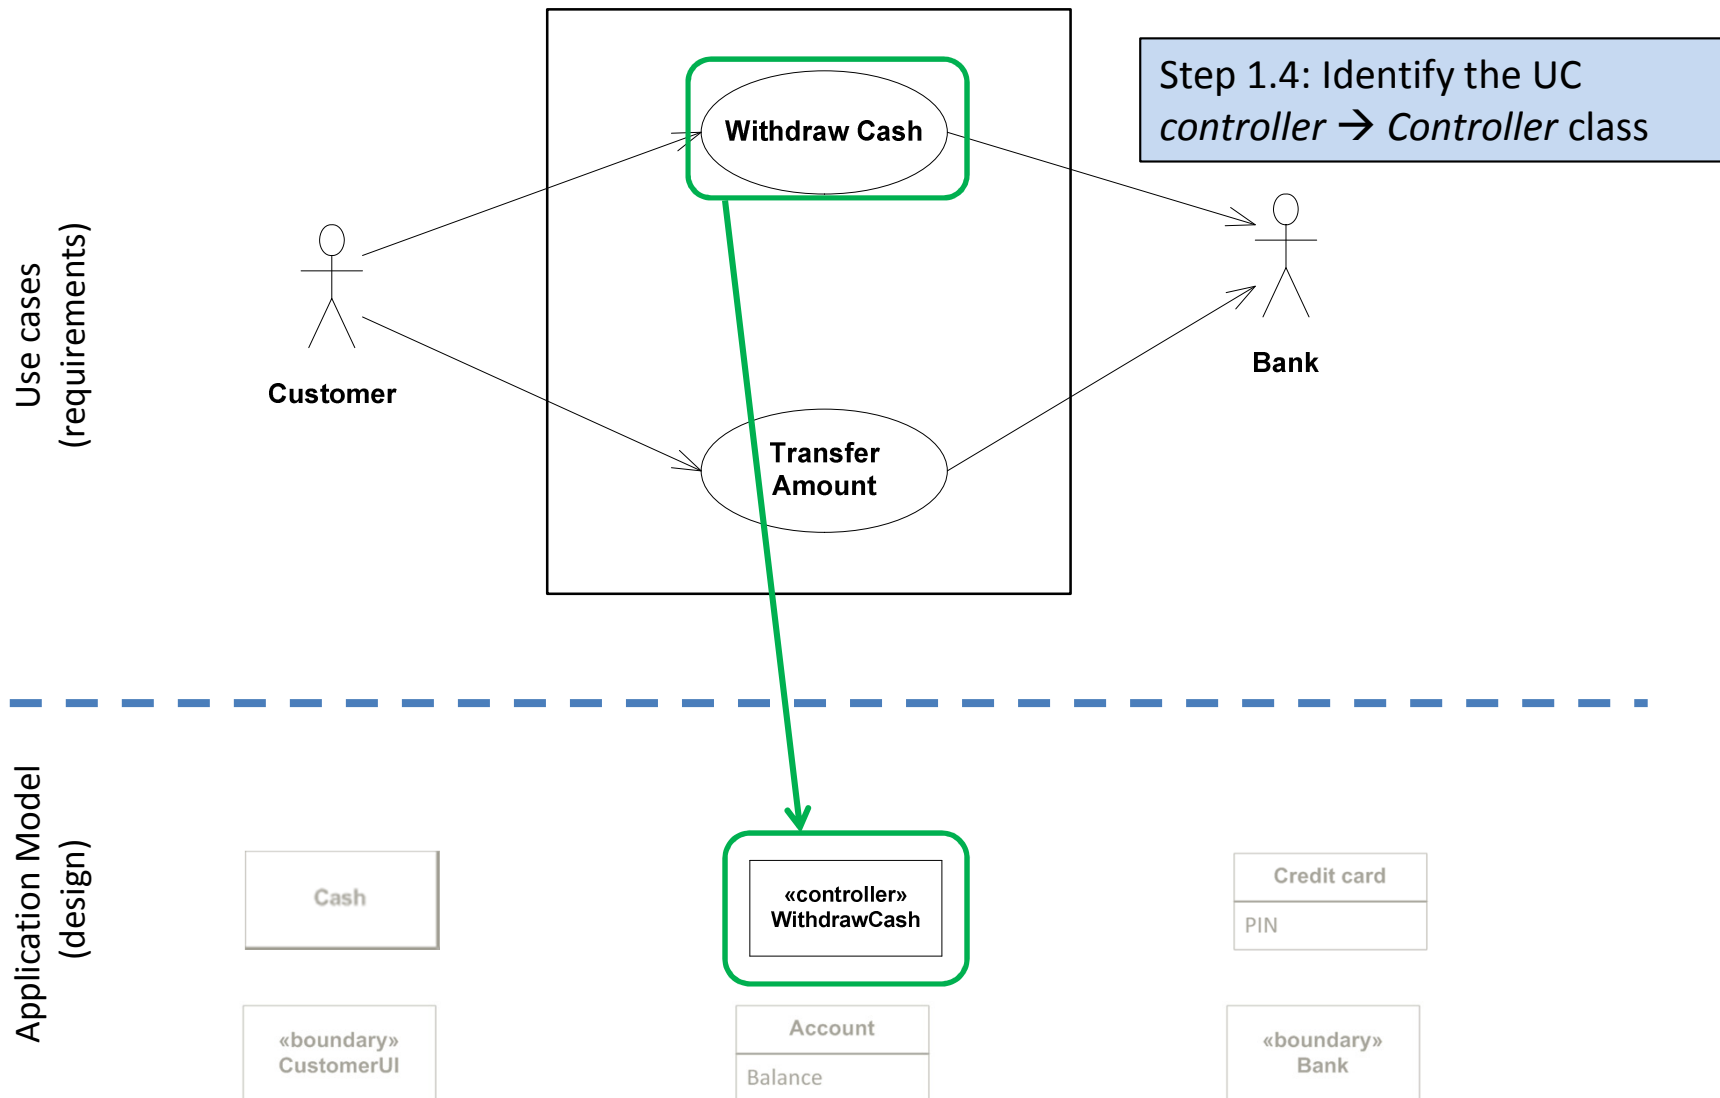 Step 1.4: Identify the UC
controller → Controller class
Use cases
(requirements)
Withdraw Cash
Customer
Bank
Transfer
Amount
Application Model
(design)
Cash
«controller»
WithdrawCash
Credit card
PIN
«boundary»
CustomerUI
Account
Balance
«boundary»
Bank